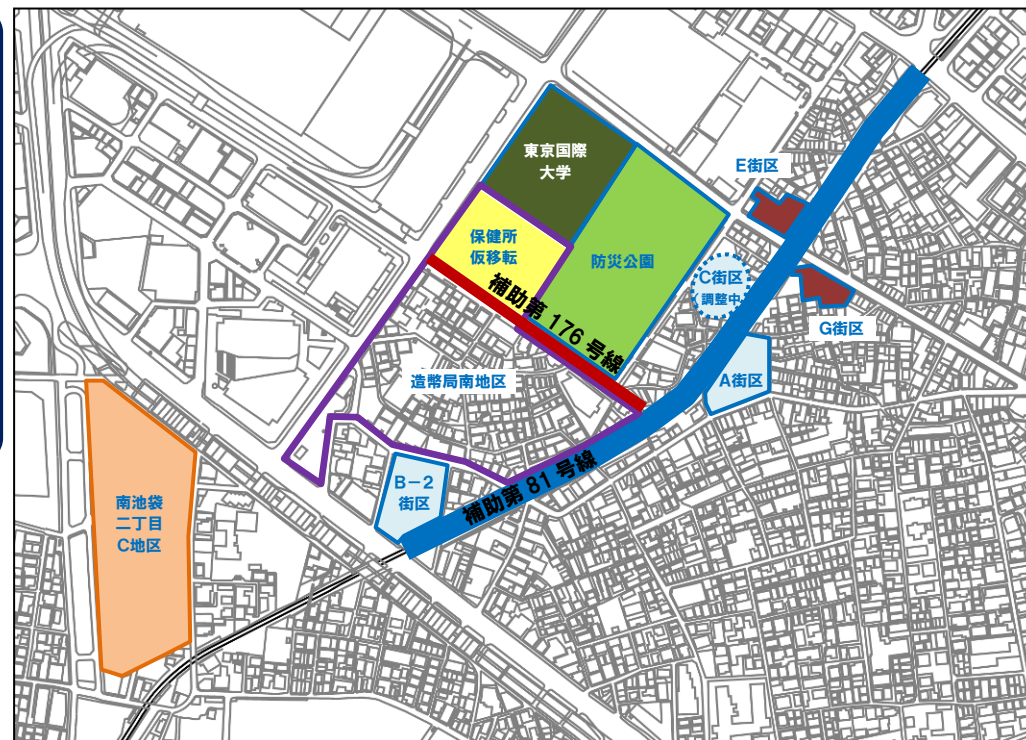 東京国際
大学
E街区
保健所
仮移転
防災公園
C街区
調整中
補助第 176 号線
G街区
造幣局南地区
A街区
B－2
街区
補助第 81 号線
南池袋
二丁目
C地区